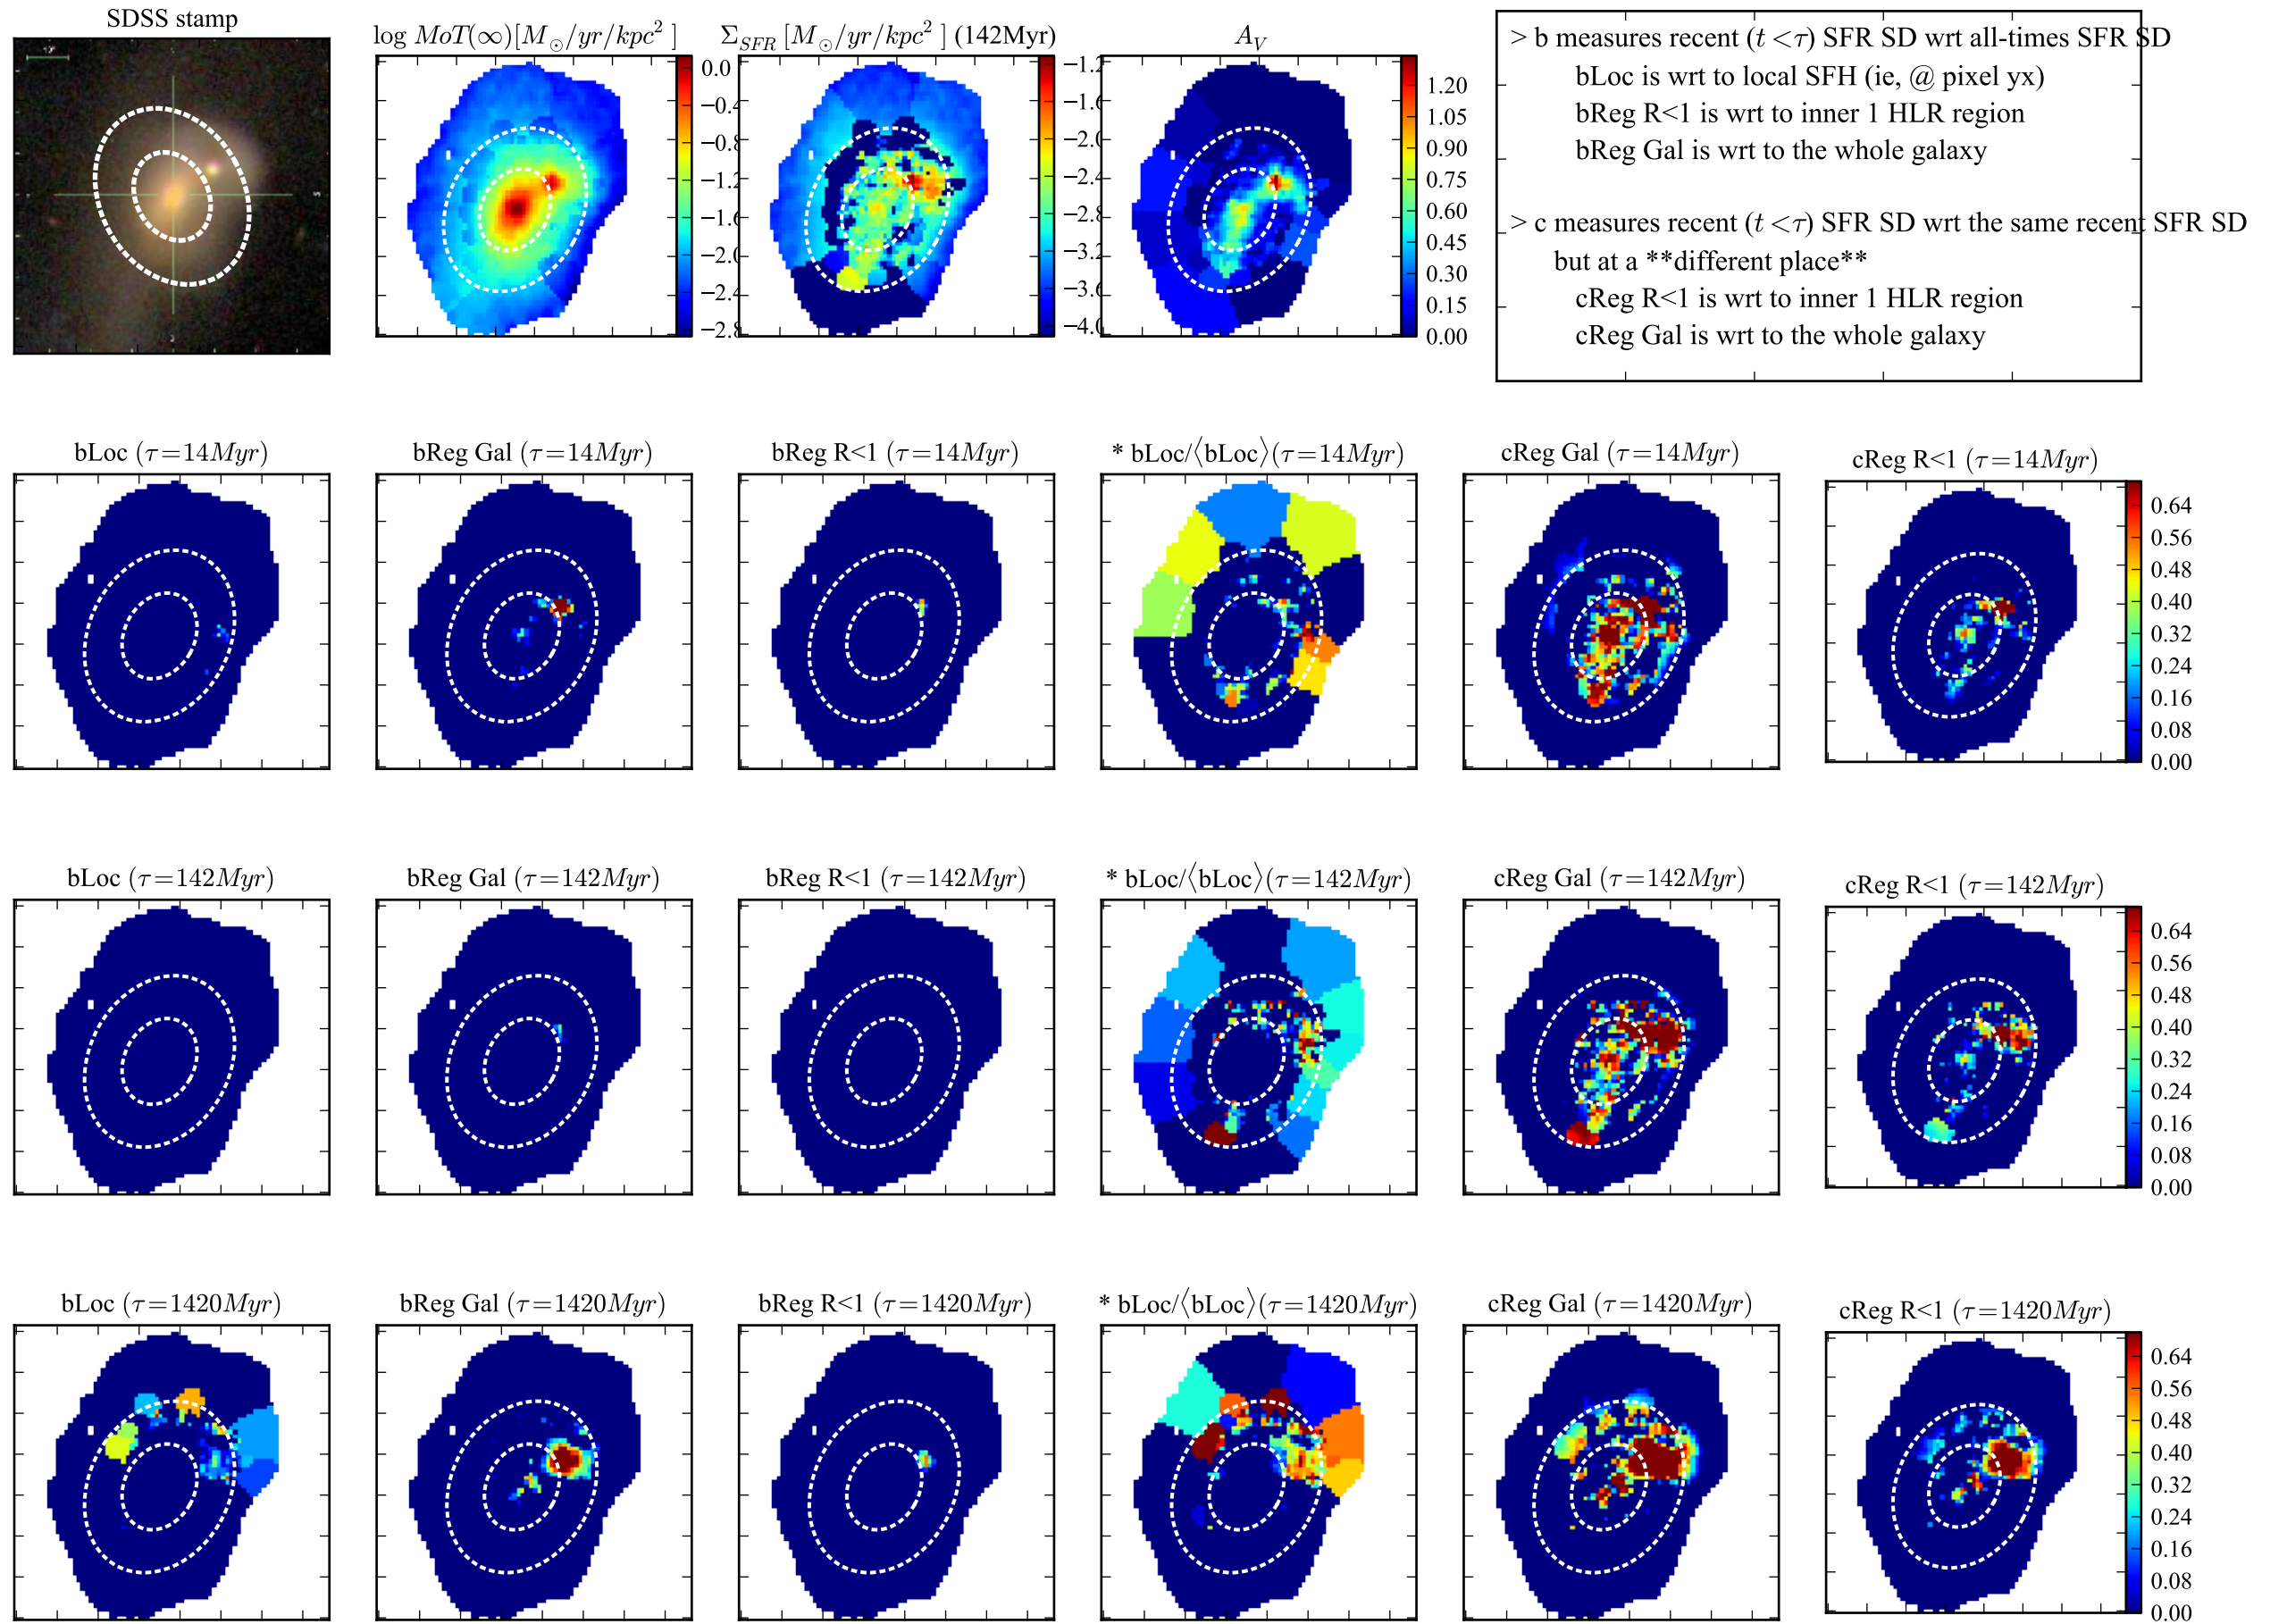 SDSS stamp
log MoT(∞)[M⊙/yr/kpc²]
Σ_SFR [M⊙/yr/kpc²] (142Myr)
A_V
0.0
−0.4
−0.8
−1.2
−1.6
−2.0
−2.4
−2.8
−1.2
−1.6
−2.0
−2.4
−2.8
−3.2
−3.6
−4.0
1.20
1.05
0.90
0.75
0.60
0.45
0.30
0.15
0.00
> b measures recent (t <τ) SFR SD wrt all-times SFR SD
bLoc is wrt to local SFH (ie, @ pixel yx)
bReg R<1 is wrt to inner 1 HLR region
bReg Gal is wrt to the whole galaxy
> c measures recent (t <τ) SFR SD wrt the same recent SFR SD
but at a **different place**
cReg R<1 is wrt to inner 1 HLR region
cReg Gal is wrt to the whole galaxy
bLoc (τ=14Myr)
bReg Gal (τ=14Myr)
bReg R<1 (τ=14Myr)
* bLoc/⟨bLoc⟩(τ=14Myr)
cReg Gal (τ=14Myr)
cReg R<1 (τ=14Myr)
0.64
0.56
0.48
0.40
0.32
0.24
0.16
0.08
0.00
bLoc (τ=142Myr)
bReg Gal (τ=142Myr)
bReg R<1 (τ=142Myr)
* bLoc/⟨bLoc⟩(τ=142Myr)
cReg Gal (τ=142Myr)
cReg R<1 (τ=142Myr)
0.64
0.56
0.48
0.40
0.32
0.24
0.16
0.08
0.00
bLoc (τ=1420Myr)
bReg Gal (τ=1420Myr)
bReg R<1 (τ=1420Myr)
* bLoc/⟨bLoc⟩(τ=1420Myr)
cReg Gal (τ=1420Myr)
cReg R<1 (τ=1420Myr)
0.64
0.56
0.48
0.40
0.32
0.24
0.16
0.08
0.00